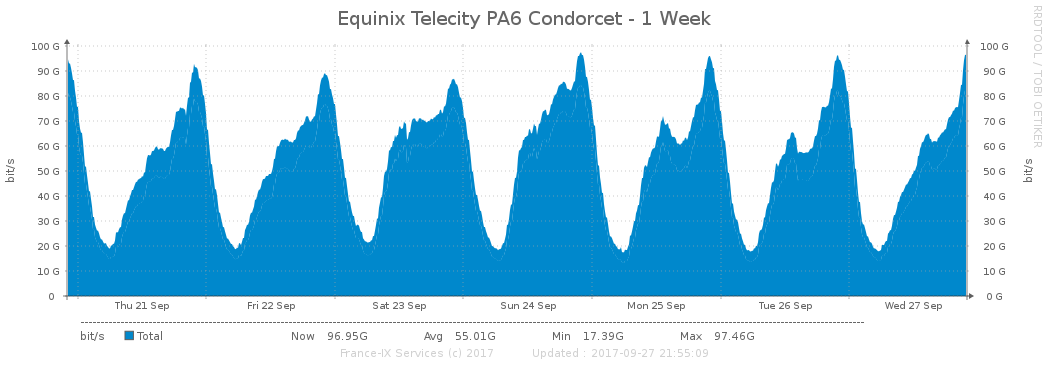 Equinix Telecity PA6 Condorcet - 1 Week
RRDTOOL / TOBI OETIKER
100 G 100 G
90 G 90 G
80 G 80 G
70 G 70 G
60 G 60 G
50 G 50 G
40 G 40 G
30 G 30 G
20 G 20 G
10 G 10 G
0 0 G
bit/s bit/s
Thu 21 Sep Fri 22 Sep Sat 23 Sep Sun 24 Sep Mon 25 Sep Tue 26 Sep Wed 27 Sep
bit/s Total Now 96.95G Avg 55.01G Min 17.39G Max 97.46G
France-IX Services (c) 2017 Updated : 2017-09-27 21:55:09